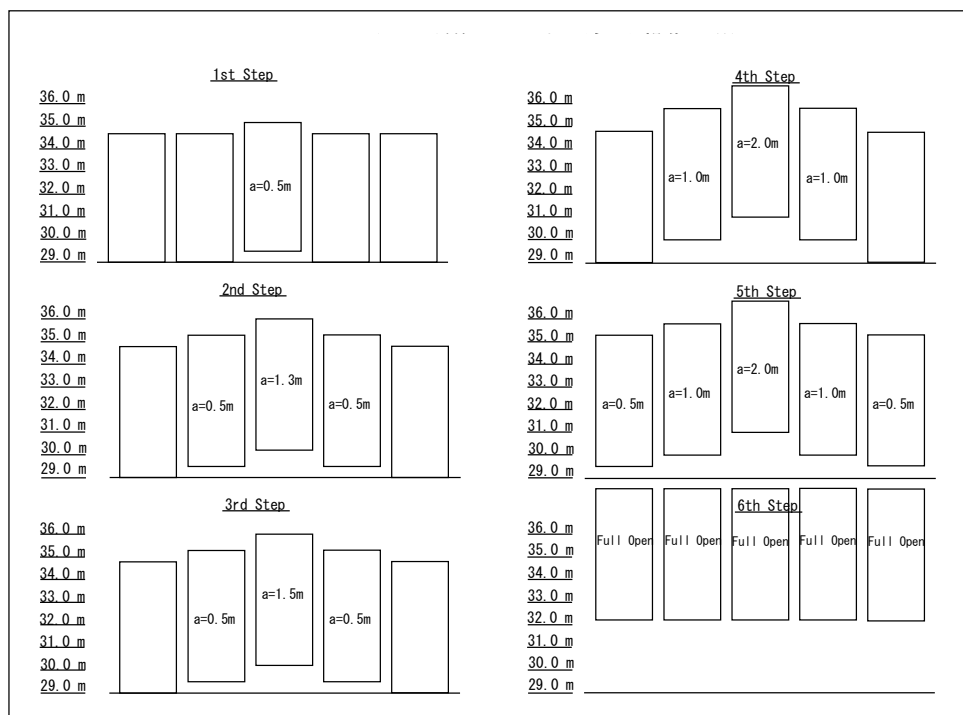 1st Step
36.0 m
35.0 m
34.0 m
33.0 m
32.0 m
31.0 m
30.0 m
29.0 m
a=0.5m
2nd Step
36.0 m
35.0 m
34.0 m
33.0 m
32.0 m
31.0 m
30.0 m
29.0 m
a=0.5m
a=1.3m
a=0.5m
3rd Step
36.0 m
35.0 m
34.0 m
33.0 m
32.0 m
31.0 m
30.0 m
29.0 m
a=0.5m
a=1.5m
a=0.5m
4th Step
36.0 m
35.0 m
34.0 m
33.0 m
32.0 m
31.0 m
30.0 m
29.0 m
a=1.0m
a=2.0m
a=1.0m
5th Step
36.0 m
35.0 m
34.0 m
33.0 m
32.0 m
31.0 m
30.0 m
29.0 m
a=0.5m
a=1.0m
a=2.0m
a=1.0m
a=0.5m
6th Step
36.0 m
35.0 m
34.0 m
33.0 m
32.0 m
31.0 m
30.0 m
29.0 m
Full Open
Full Open
Full Open
Full Open
Full Open